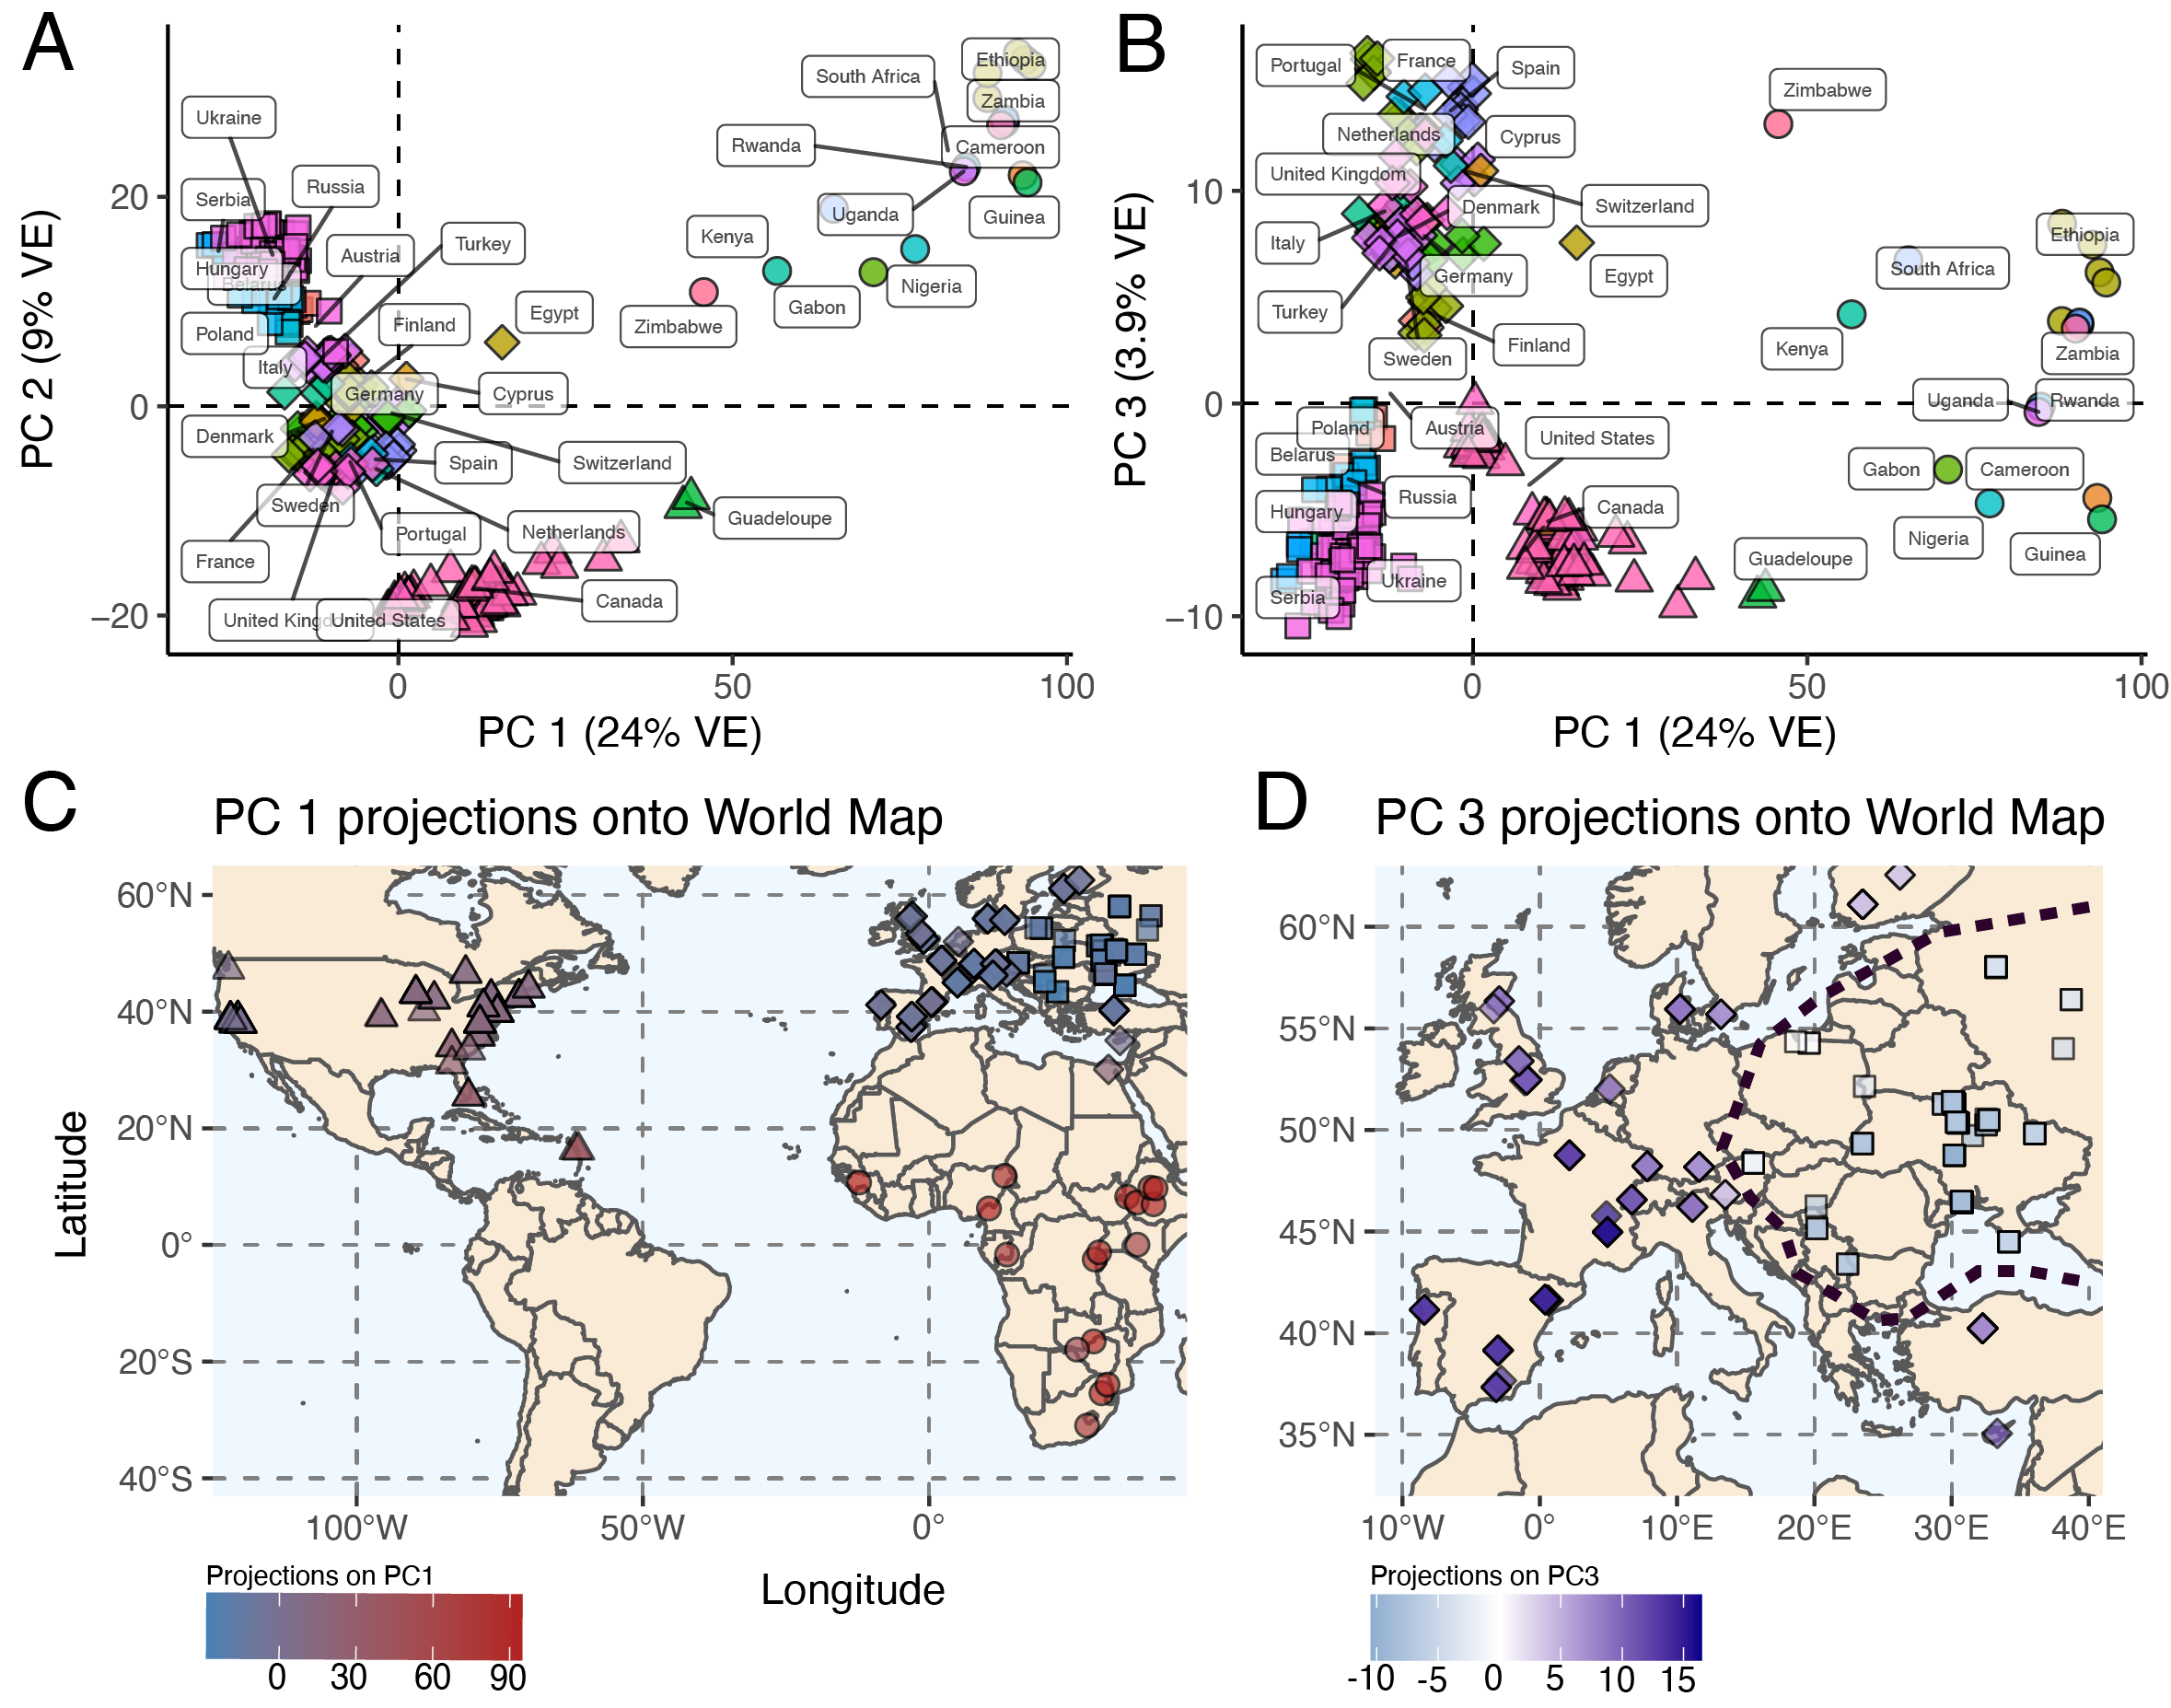 A
B
Ukraine
Serbia
Russia
Hungary
Belarus
Austria
Turkey
Poland
Italy
Finland
Egypt
Germany
Cyprus
Denmark
Spain
Switzerland
Sweden
Portugal
Netherlands
France
United Kingd
United States
Canada
Guadeloupe
South Africa
Ethiopia
Zambia
Rwanda
Cameroon
Uganda
Guinea
Kenya
Gabon
Nigeria
Zimbabwe
20
0
−20
0
50
100
PC 2 (9% VE)
PC 1 (24% VE)
Portugal
France
Spain
Zimbabwe
Netherlands
Cyprus
United Kingdom
Denmark
Switzerland
Italy
Germany
Egypt
Turkey
Sweden
Finland
Ethiopia
South Africa
Kenya
Zambia
Uganda
Rwanda
Poland
Austria
United States
Belarus
Russia
Gabon
Cameroon
Hungary
Canada
Nigeria
Guinea
Guadeloupe
Ukraine
Serbia
10
0
−10
0
50
100
PC 3 (3.9% VE)
PC 1 (24% VE)
C
PC 1 projections onto World Map
60°N
40°N
20°N
0°
20°S
40°S
Latitude
100°W
50°W
0°
Longitude
Projections on PC1
0
30
60
90
D
PC 3 projections onto World Map
60°N
55°N
50°N
45°N
40°N
35°N
10°W
0°
10°E
20°E
30°E
40°E
Projections on PC3
-10
-5
0
5
10
15